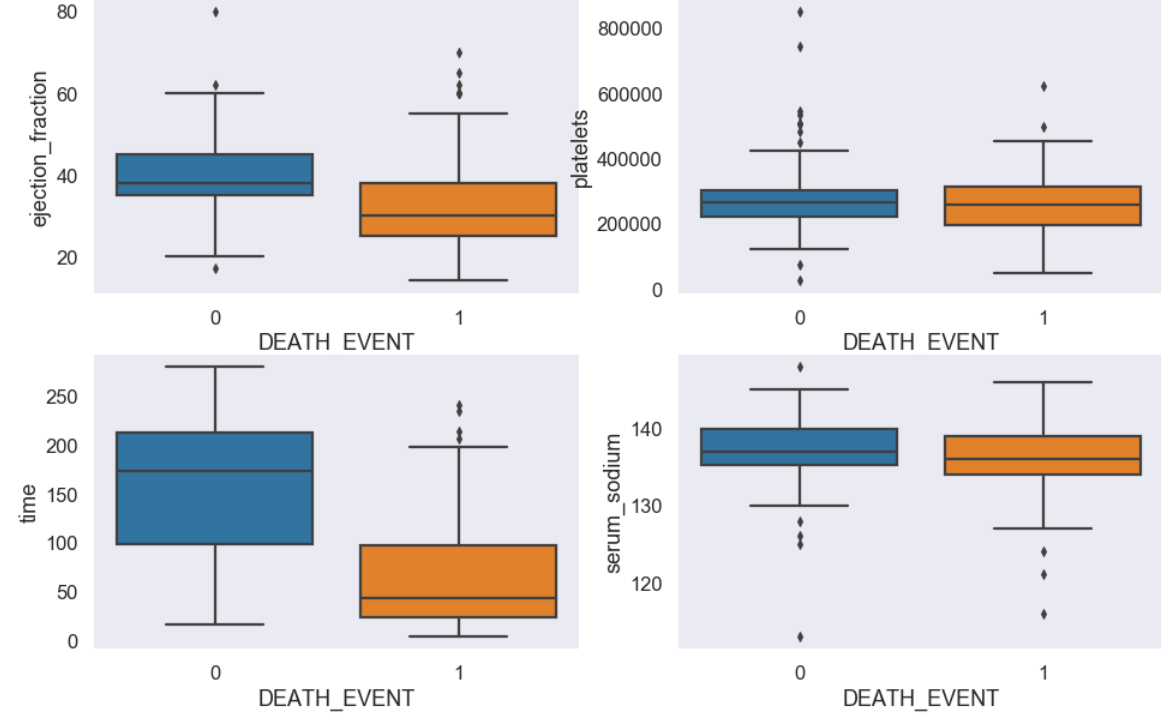 80
60
40
20
ejection_fraction
0 1
DEATH_EVENT
800000
600000
400000
200000
0
platelets
0 1
DEATH_EVENT
250
200
150
100
50
0
time
0 1
DEATH_EVENT
140
130
120
serum_sodium
0 1
DEATH_EVENT